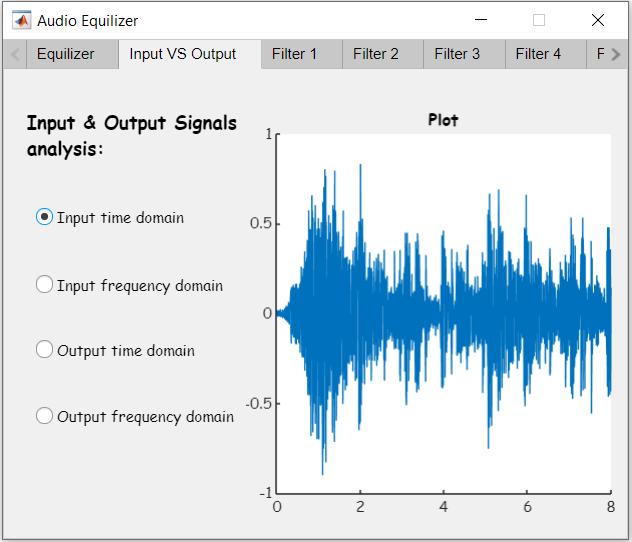 Audio Equilizer
Equilizer Input VS Output Filter 1 Filter 2 Filter 3 Filter 4 F
Input & Output Signals
analysis:
Input time domain
Input frequency domain
Output time domain
Output frequency domain
Plot
1
0.5
0
-0.5
-1
0 2 4 6 8